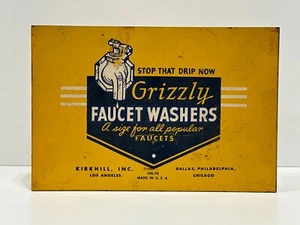 STOP THAT DRIP NOW
Grizzly
FAUCET WASHERS
A size for all popular
FAUCETS
KIRKHILL, INC.
LOS ANGELES
MADE IN U.S.A.
DALLAS, PHILADELPHIA,
CHICAGO